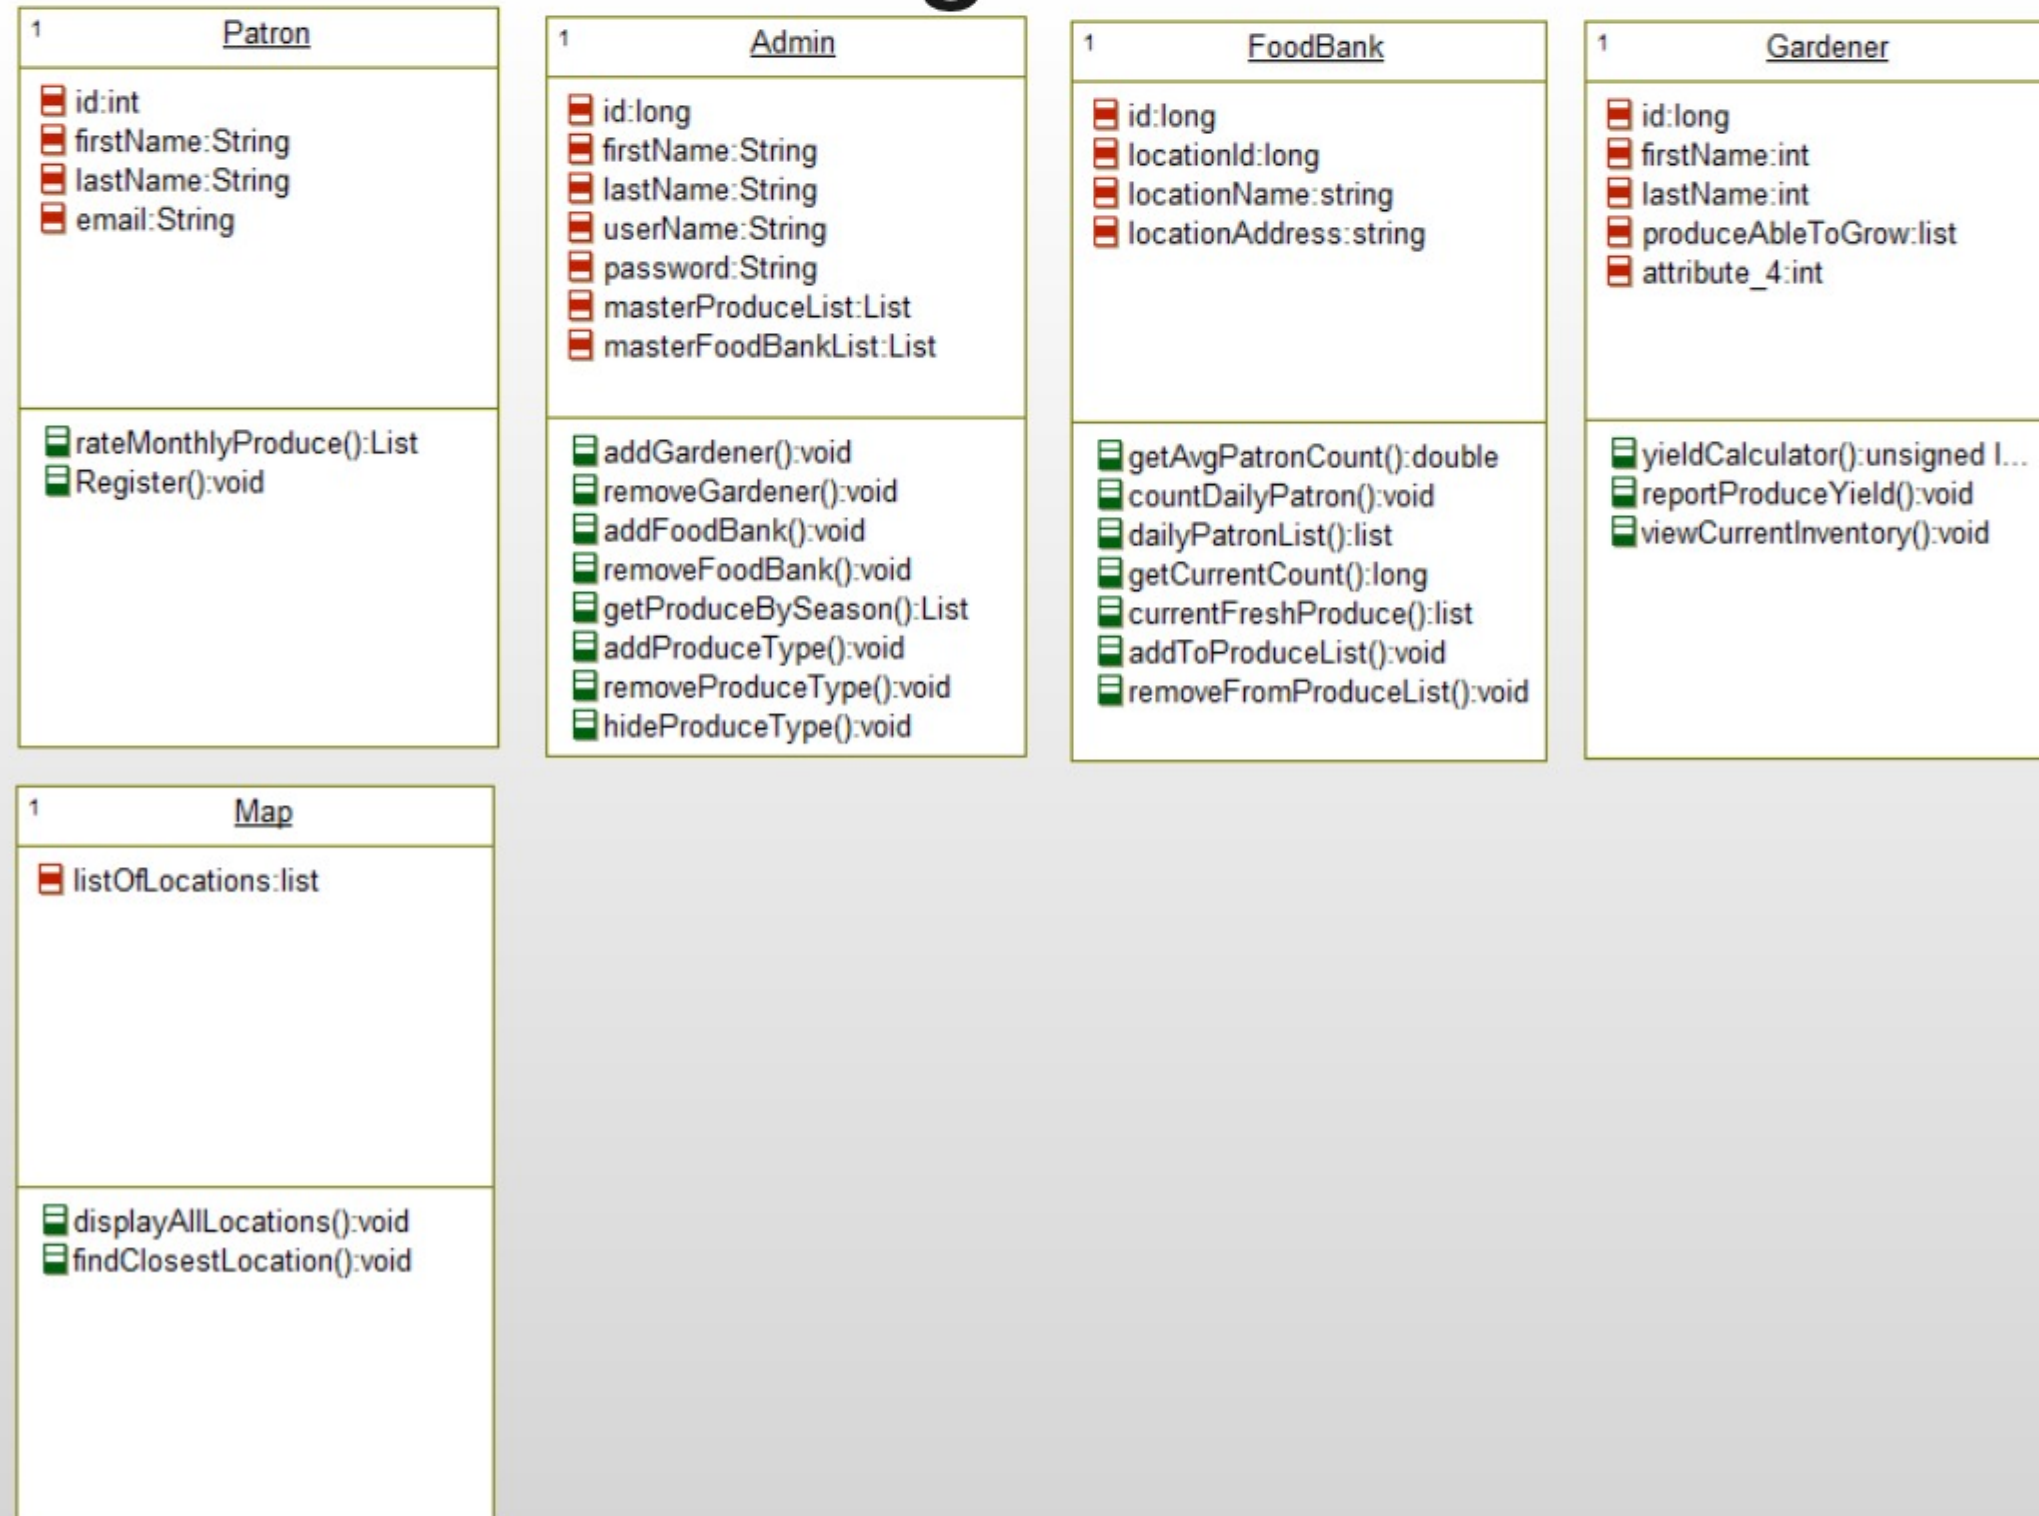 1
Patron
id:int
firstName:String
lastName:String
email:String
rateMonthlyProduce():List
Register():void
1
Admin
id:long
firstName:String
lastName:String
userName:String
password:String
masterProduceList:List
masterFoodBankList:List
addGardener():void
removeGardener():void
addFoodBank():void
removeFoodBank():void
getProduceBySeason():List
addProduceType():void
removeProduceType():void
hideProduceType():void
1
FoodBank
id:long
locationId:long
locationName:string
locationAddress:string
getAvgPatronCount():double
countDailyPatron():void
dailyPatronList():list
getCurrentCount():long
currentFreshProduce():list
addToProduceList():void
removeFromProduceList():void
1
Gardener
id:long
firstName:int
lastName:int
produceAbleToGrow:list
attribute_4:int
yieldCalculator():unsigned l...
reportProduceYield():void
viewCurrentInventory():void
1
Map
listOfLocations:list
displayAllLocations():void
findClosestLocation():void